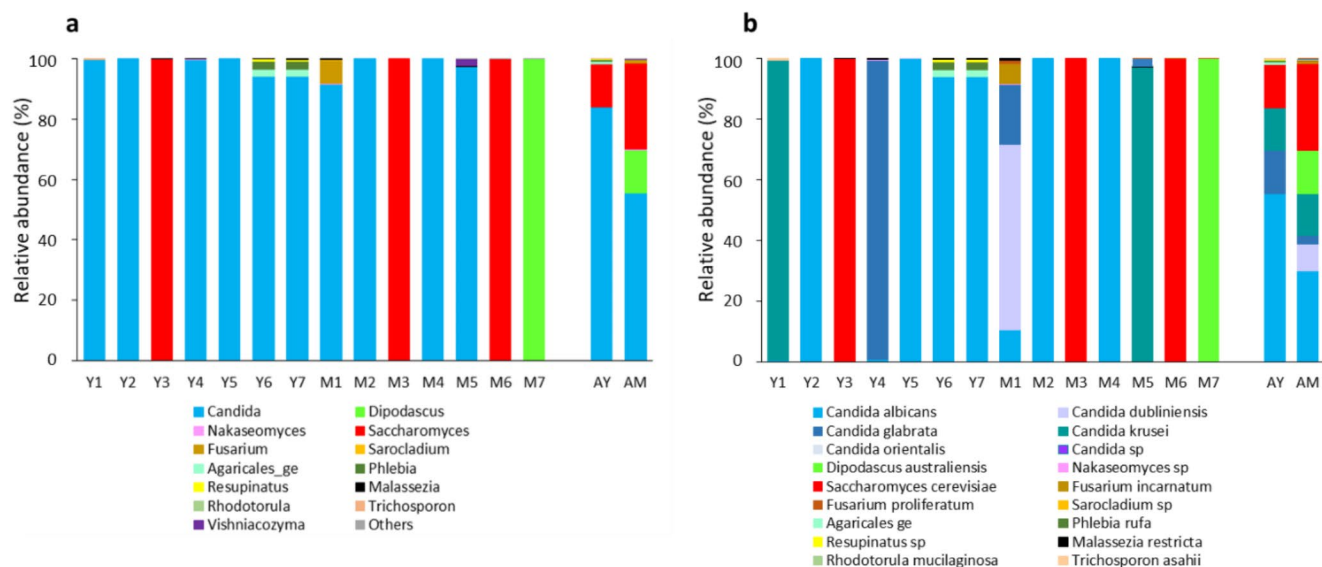 a
Relative abundance (%)
100
80
60
40
20
0
Y1 Y2 Y3 Y4 Y5 Y6 Y7 M1 M2 M3 M4 M5 M6 M7 AY AM
Candida Dipodascus
Nakaseomyces Saccharomyces
Fusarium Sarocladium
Agaricales_ge Phlebia
Resupinatus Malassezia
Rhodotorula Trichosporon
Vishniacozyma Others
b
Relative abundance (%)
100
80
60
40
20
0
Y1 Y2 Y3 Y4 Y5 Y6 Y7 M1 M2 M3 M4 M5 M6 M7 AY AM
Candida albicans Candida dubliniensis
Candida glabrata Candida krusei
Candida orientalis Candida sp
Dipodascus australiensis Nakaseomyces sp
Saccharomyces cerevisiae Fusarium incarnatum
Fusarium proliferatum Sarocladium sp
Agaricales ge Phlebia rufa
Resupinatus sp Malassezia restricta
Rhodotorula mucilaginosa Trichosporon asahii